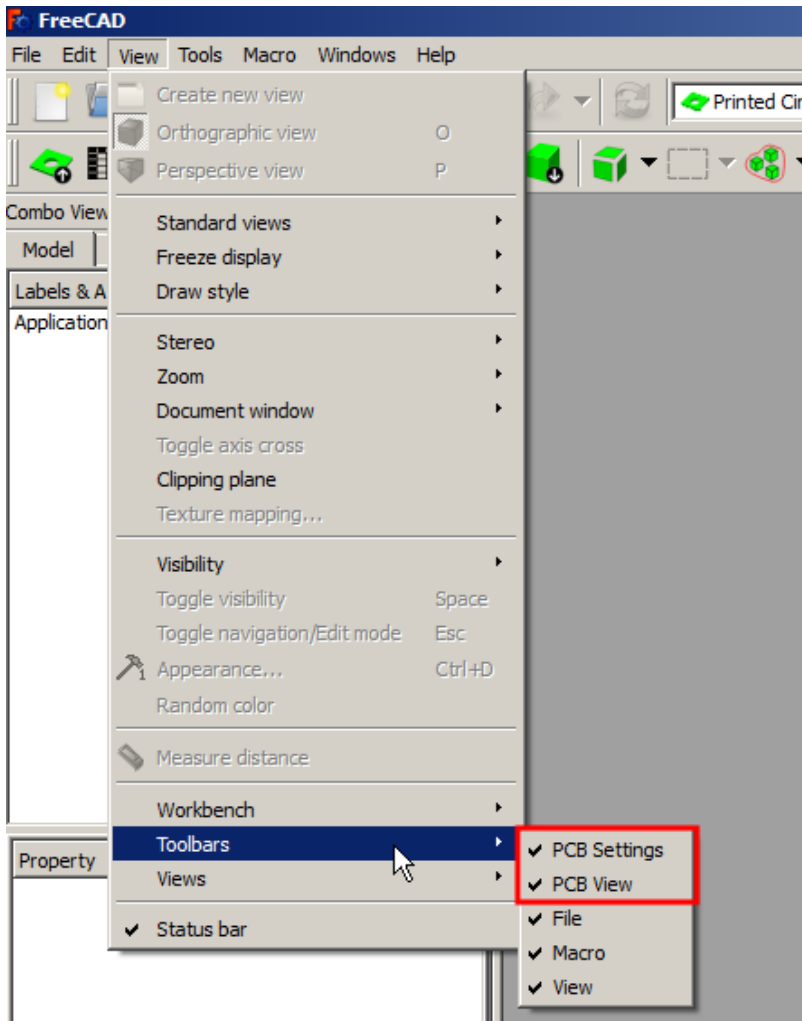 FreeCAD
File Edit View Tools Macro Windows Help
Create new view
Printed Cir
Orthographic view O
Perspective view P
Combo View
Model
Standard views
Freeze display
Labels & A
Draw style
Application
Stereo
Zoom
Document window
Toggle axis cross
Clipping plane
Texture mapping...
Visibility
Toggle visibility Space
Toggle navigation/Edit mode Esc
Appearance... Ctrl+D
Random color
Measure distance
Workbench
Toolbars
PCB Settings
Property
Views
PCB View
File
Status bar
Macro
View